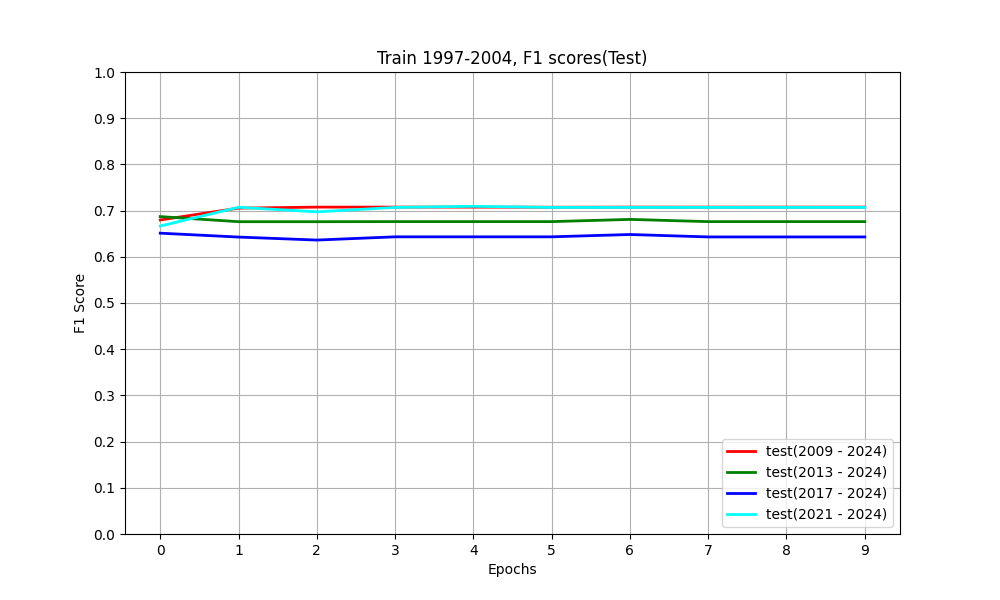 Train 1997-2004, F1 scores(Test)
1.0
0.9
0.8
0.7
0.6
0.5
0.4
0.3
0.2
0.1
0.0
F1 Score
0 1 2 3 4 5 6 7 8 9
Epochs
test(2009 - 2024)
test(2013 - 2024)
test(2017 - 2024)
test(2021 - 2024)